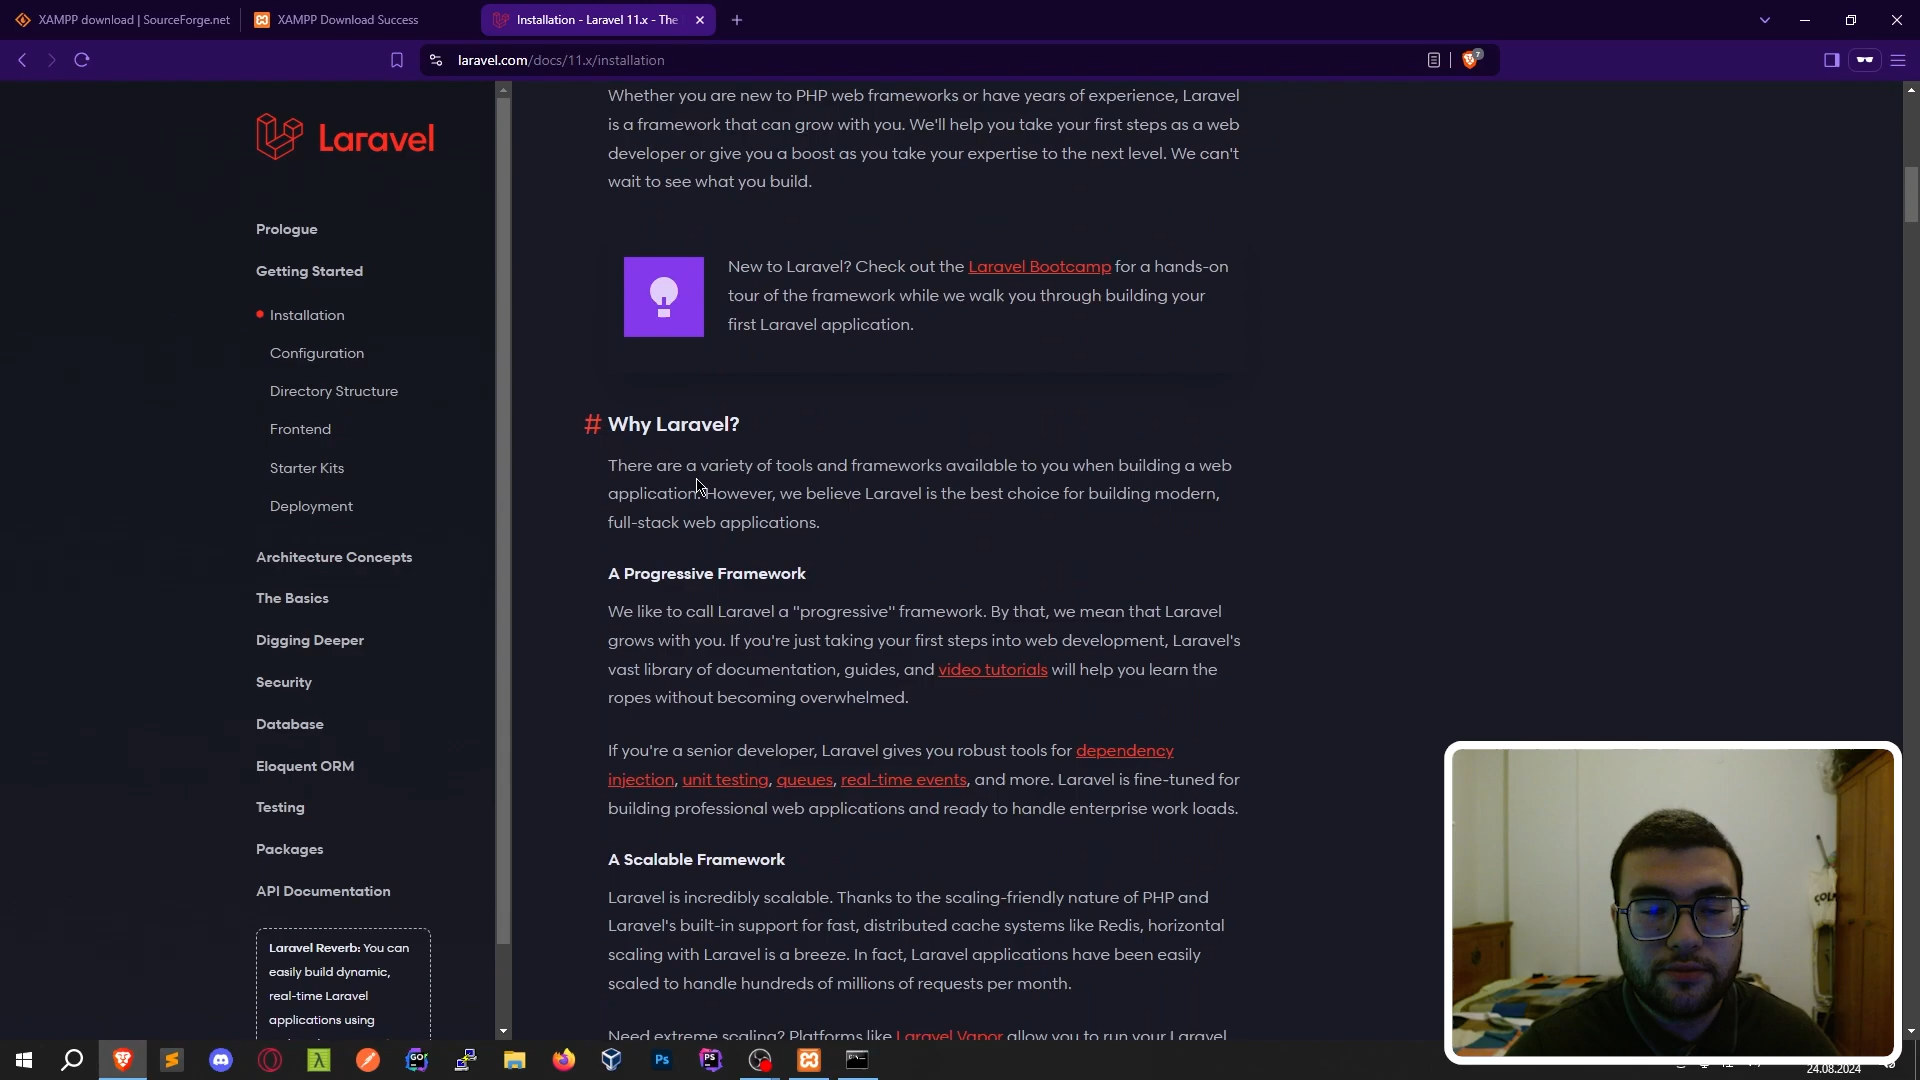 XAMPP download | SourceForge.net
XAMPP Download Success
Installation - Laravel 11.x - The
laravel.com/docs/11.x/installation
7
Laravel
Prologue
Getting Started
Installation
Configuration
Directory Structure
Frontend
Starter Kits
Deployment
Architecture Concepts
The Basics
Digging Deeper
Security
Database
Eloquent ORM
Testing
Packages
API Documentation
Laravel Reverb: You can
easily build dynamic,
real-time Laravel
applications using
Whether you are new to PHP web frameworks or have years of experience, Laravel
is a framework that can grow with you. We'll help you take your first steps as a web
developer or give you a boost as you take your expertise to the next level. We can't
wait to see what you build.
New to Laravel? Check out the Laravel Bootcamp for a hands-on
tour of the framework while we walk you through building your
first Laravel application.
# Why Laravel?
There are a variety of tools and frameworks available to you when building a web
application. However, we believe Laravel is the best choice for building modern,
full-stack web applications.
A Progressive Framework
We like to call Laravel a "progressive" framework. By that, we mean that Laravel
grows with you. If you're just taking your first steps into web development, Laravel's
vast library of documentation, guides, and video tutorials will help you learn the
ropes without becoming overwhelmed.
If you're a senior developer, Laravel gives you robust tools for dependency
injection, unit testing, queues, real-time events, and more. Laravel is fine-tuned for
building professional web applications and ready to handle enterprise work loads.
A Scalable Framework
Laravel is incredibly scalable. Thanks to the scaling-friendly nature of PHP and
Laravel's built-in support for fast, distributed cache systems like Redis, horizontal
scaling with Laravel is a breeze. In fact, Laravel applications have been easily
scaled to handle hundreds of millions of requests per month.
Need extreme scaling? Platforms like Laravel Vapor allow you to run your Laravel
GO
Ps
PS
24.08.2024